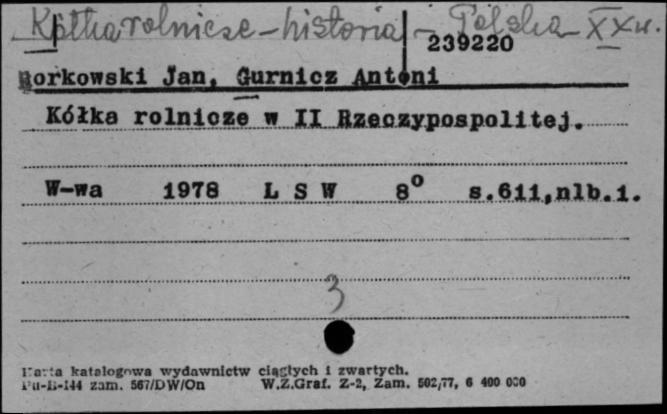 Kółka rolnicze - historia - Polska XX w.
239220
Borkowski Jan, Gurnicz Antoni
Kółka rolnicze w II Rzeczypospolitej.
W-wa 1978 L S W 8° s.611,nlb.1.
3
Karta katalogowa wydawnictw ciągłych i zwartych.
Pu-B-144 zam. 567/DW/On W.Z.Graf. Z-2, Zam. 502/77, 6 400 000